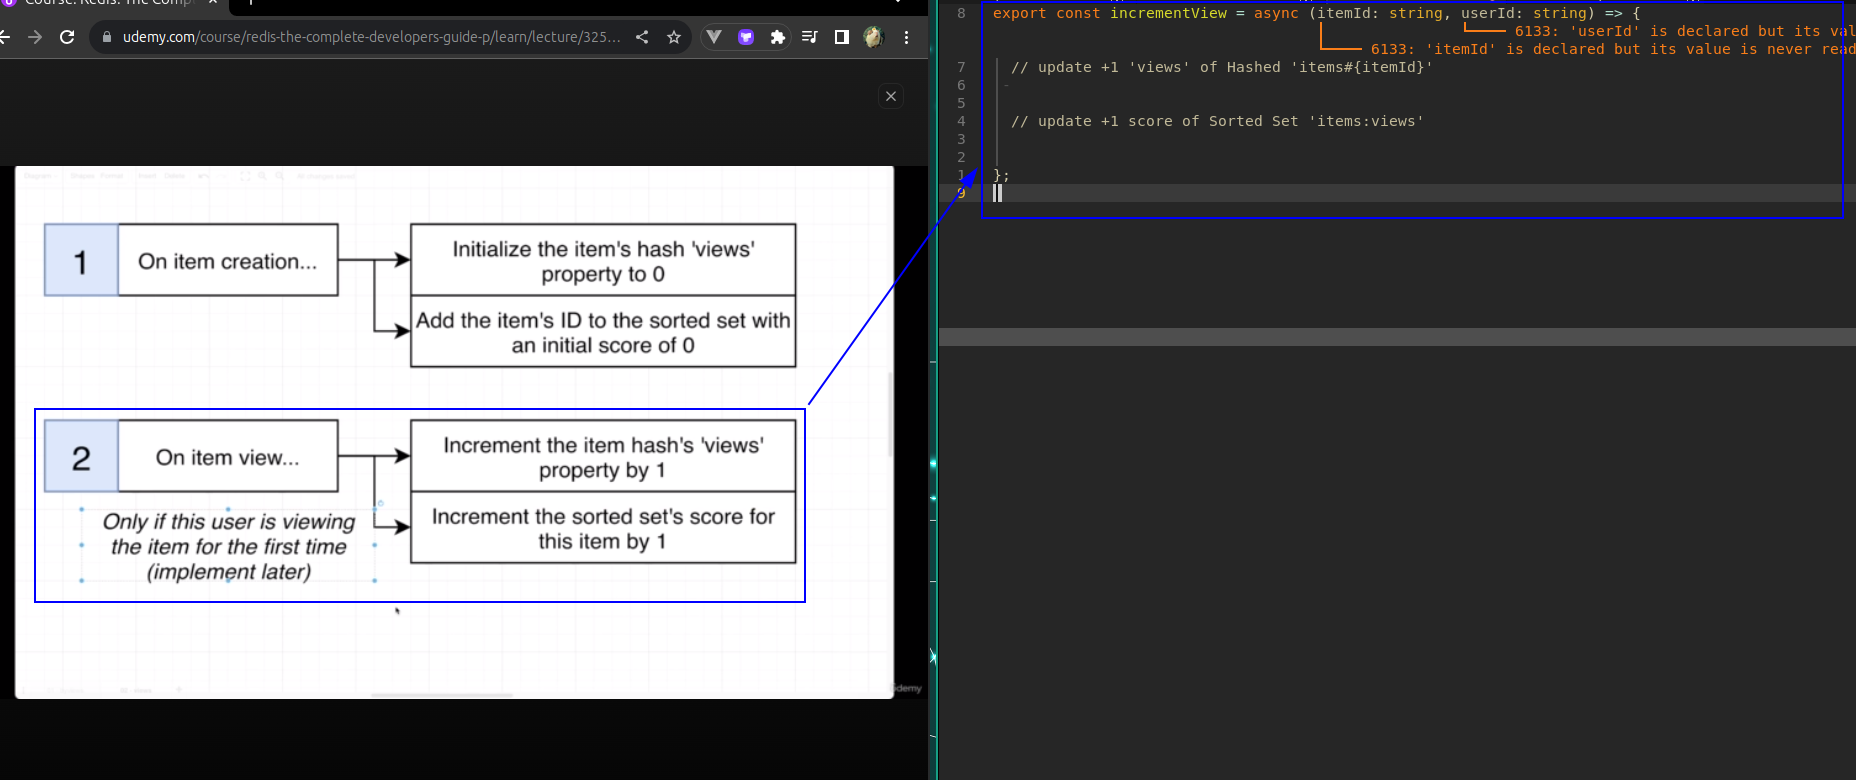 Course: Redis: The Compl
udemy.com/course/redis-the-complete-developers-guide-p/learn/lecture/325...
1
On item creation...
Initialize the item's hash 'views'
property to 0
Add the item's ID to the sorted set with
an initial score of 0
2
On item view...
Only if this user is viewing
the item for the first time
(implement later)
Increment the item hash's 'views'
property by 1
Increment the sorted set's score for
this item by 1
udemy
8 export const incrementView = async (itemId: string, userId: string) => {
6133: 'userId' is declared but its val
6133: 'itemId' is declared but its value is never read
7 // update +1 'views' of Hashed 'items#{itemId}'
6 -
5
4 // update +1 score of Sorted Set 'items:views'
3
2
1 };
9